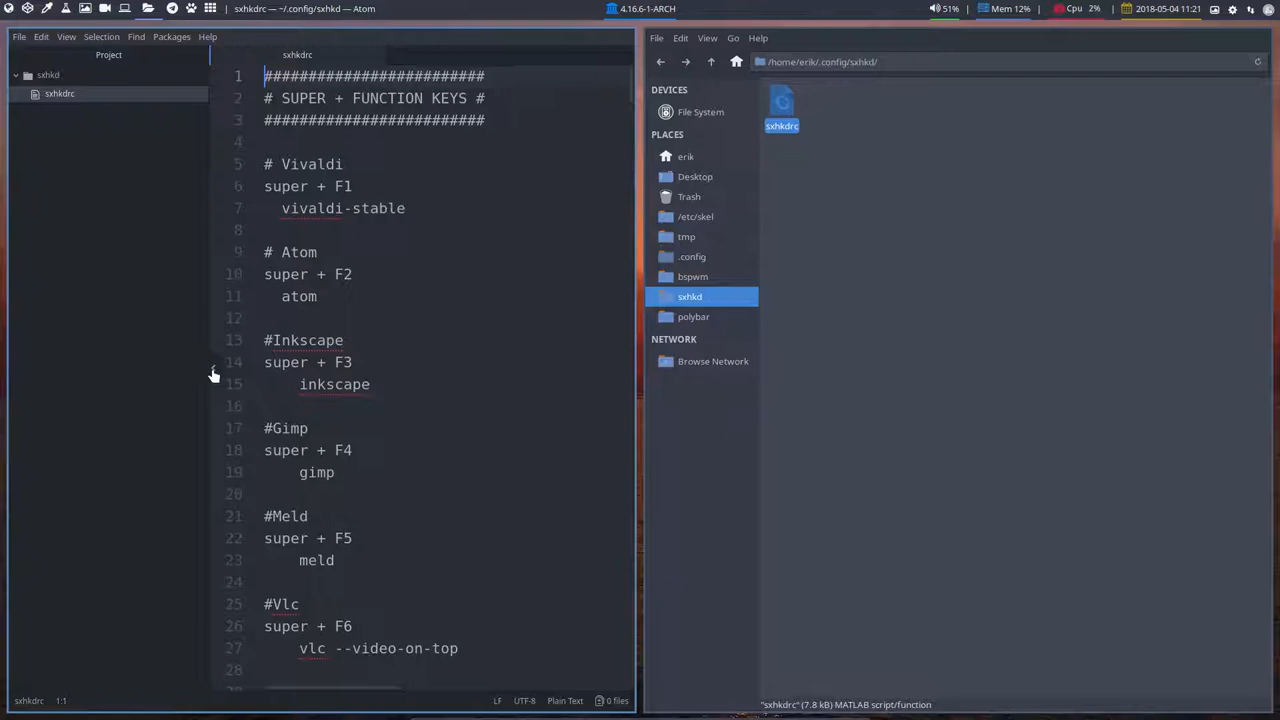 sxhkdrc — ~/.config/sxhkd — Atom
4.16.6-1-ARCH
51%
Mem 12%
Cpu 2%
2018-05-04 11:21
File Edit View Selection Find Packages Help
Project
sxhkd
sxhkdrc
sxhkdrc
1 #########################
2 # SUPER + FUNCTION KEYS #
3 #########################
4
5 # Vivaldi
6 super + F1
7 vivaldi-stable
8
9 # Atom
10 super + F2
11 atom
12
13 #Inkscape
14 super + F3
15 inkscape
16
17 #Gimp
18 super + F4
19 gimp
20
21 #Meld
22 super + F5
23 meld
24
25 #Vlc
26 super + F6
27 vlc --video-on-top
28
sxhkdrc 1:1
LF UTF-8 Plain Text 0 files
File Edit View Go Help
/home/erik/.config/sxhkd/
DEVICES
File System
PLACES
erik
Desktop
Trash
/etc/skel
tmp
.config
bspwm
sxhkd
polybar
NETWORK
Browse Network
sxhkdrc
"sxhkdrc" (7.8 kB) MATLAB script/function